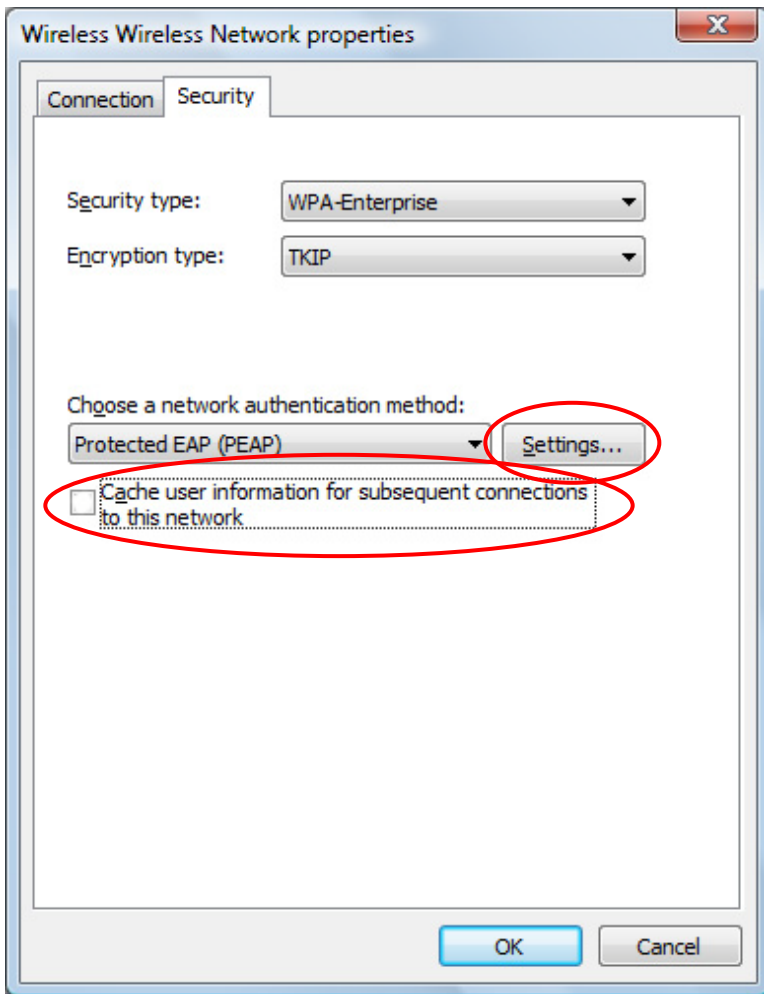 Wireless Wireless Network properties
X
Connection Security
Security type: WPA-Enterprise
Encryption type: TKIP
Choose a network authentication method:
Protected EAP (PEAP) Settings...
Cache user information for subsequent connections
to this network
OK Cancel